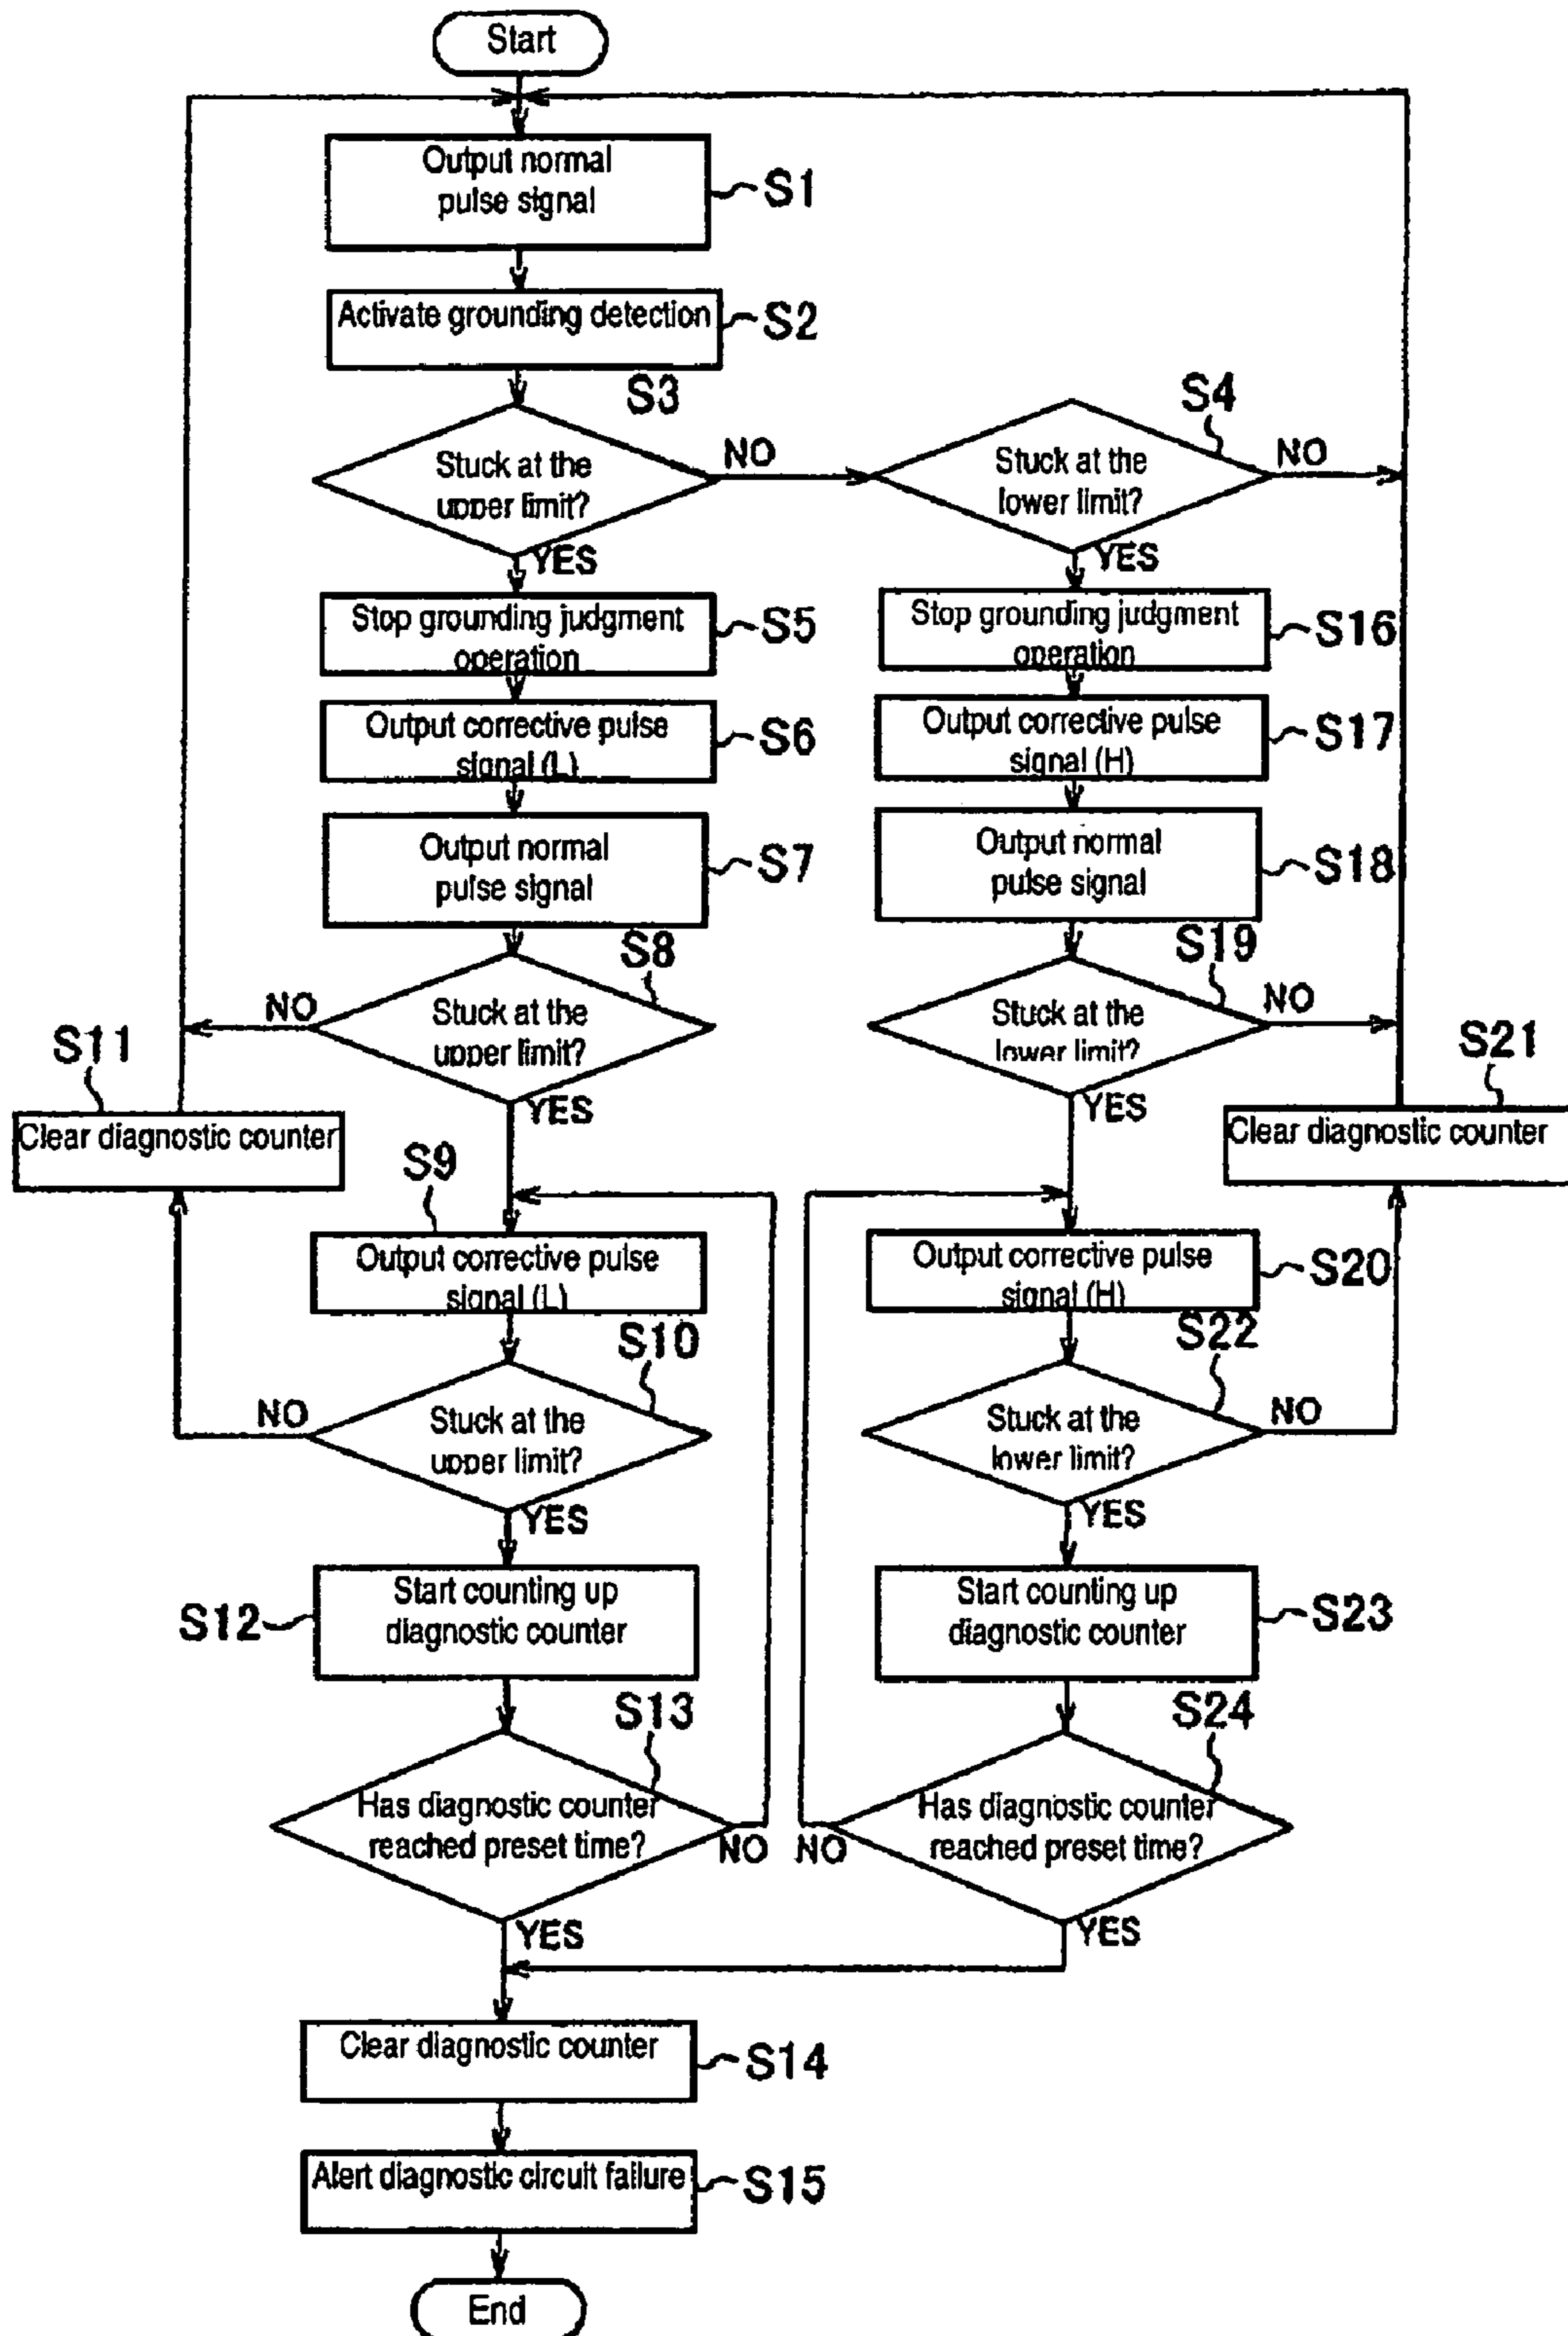 Start
Output normal
pulse signal
S1
Activate grounding detection
S2
S3
Stuck at the
upper limit?
NO
YES
S4
Stuck at the
lower limit?
NO
YES
Stop grounding judgment
operation
S5
Stop grounding judgment
operation
S16
Output corrective pulse
signal (L)
S6
Output corrective pulse
signal (H)
S17
Output normal
pulse signal
S7
Output normal
pulse signal
S18
S8
Stuck at the
upper limit?
NO
YES
S19
Stuck at the
lower limit?
NO
YES
S11
Clear diagnostic counter
S21
Clear diagnostic counter
S9
Output corrective pulse
signal (L)
Output corrective pulse
signal (H)
S20
S10
Stuck at the
upper limit?
NO
YES
S22
Stuck at the
lower limit?
NO
YES
S12
Start counting up
diagnostic counter
Start counting up
diagnostic counter
S23
S13
Has diagnostic counter
reached preset time?
NO
YES
S24
Has diagnostic counter
reached preset time?
NO
YES
Clear diagnostic counter
S14
Alert diagnostic circuit failure
S15
End